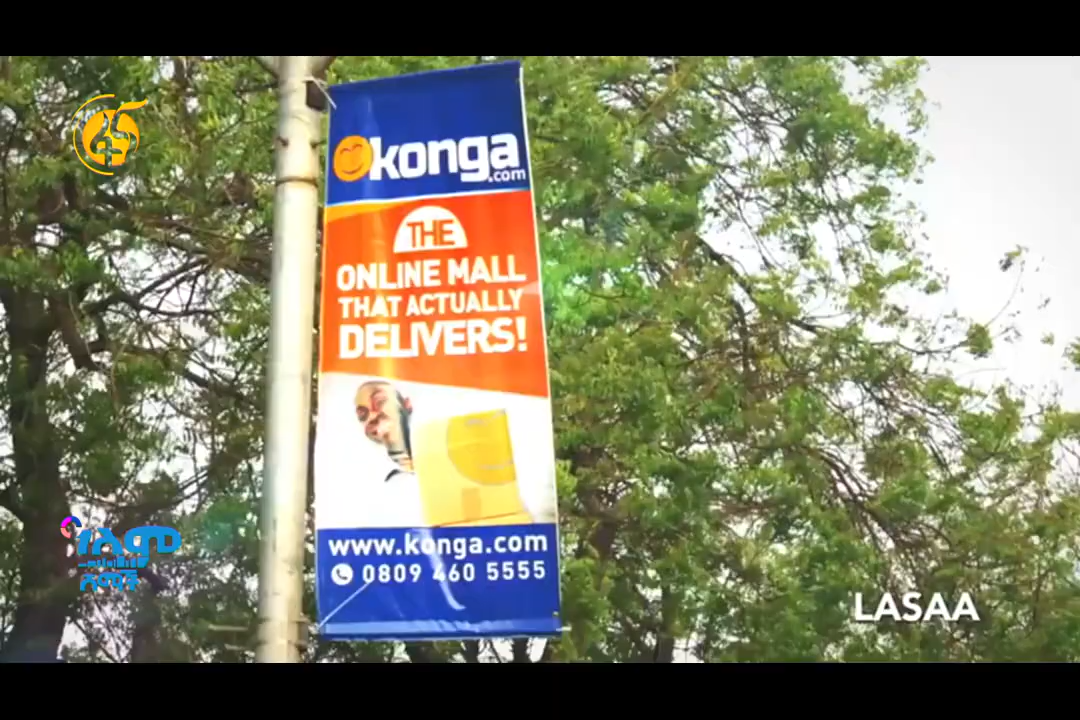 konga
.com
THE
ONLINE MALL
THAT ACTUALLY
DELIVERS!
www.konga.com
0809 460 5555
LASAA